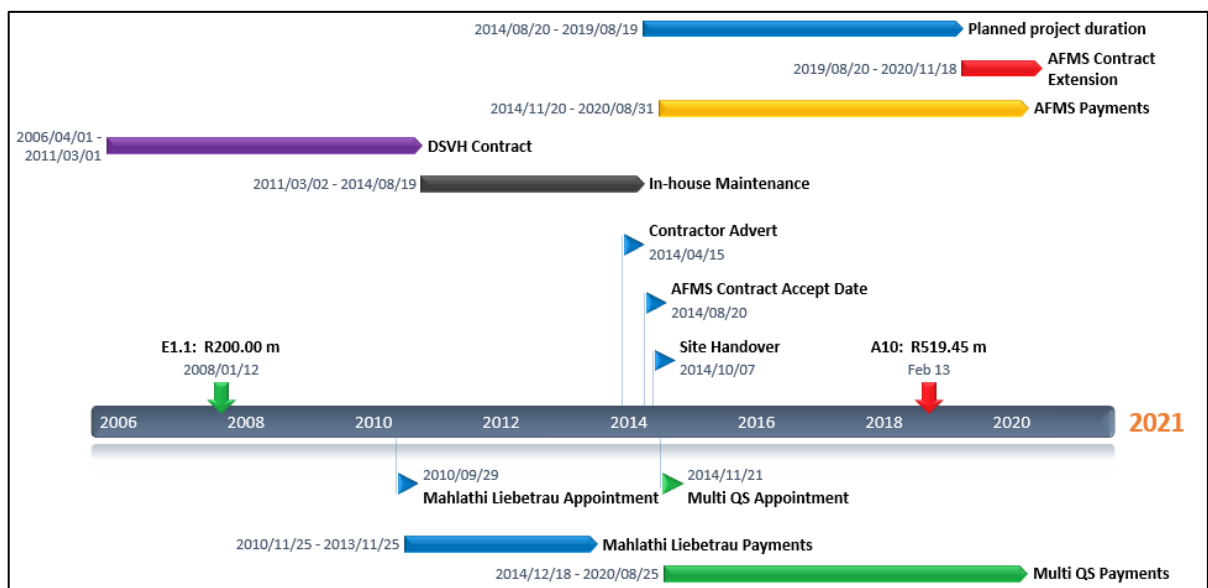 2014/08/20 - 2019/08/19 Planned project duration
2019/08/20 - 2020/11/18 AFMS Contract
Extension
2014/11/20 - 2020/08/31 AFMS Payments
2006/04/01 -
2011/03/01 DSVH Contract
2011/03/02 - 2014/08/19 In-house Maintenance
Contractor Advert
2014/04/15
AFMS Contract Accept Date
2014/08/20
E1.1: R200.00 m
2008/01/12
Site Handover
2014/10/07
A10: R519.45 m
Feb 13
2006 2008 2010 2012 2014 2016 2018 2020 2021
2010/09/29
Mahlathi Liebetrau Appointment
2014/11/21
Multi QS Appointment
2010/11/25 - 2013/11/25 Mahlathi Liebetrau Payments
2014/12/18 - 2020/08/25 Multi QS Payments